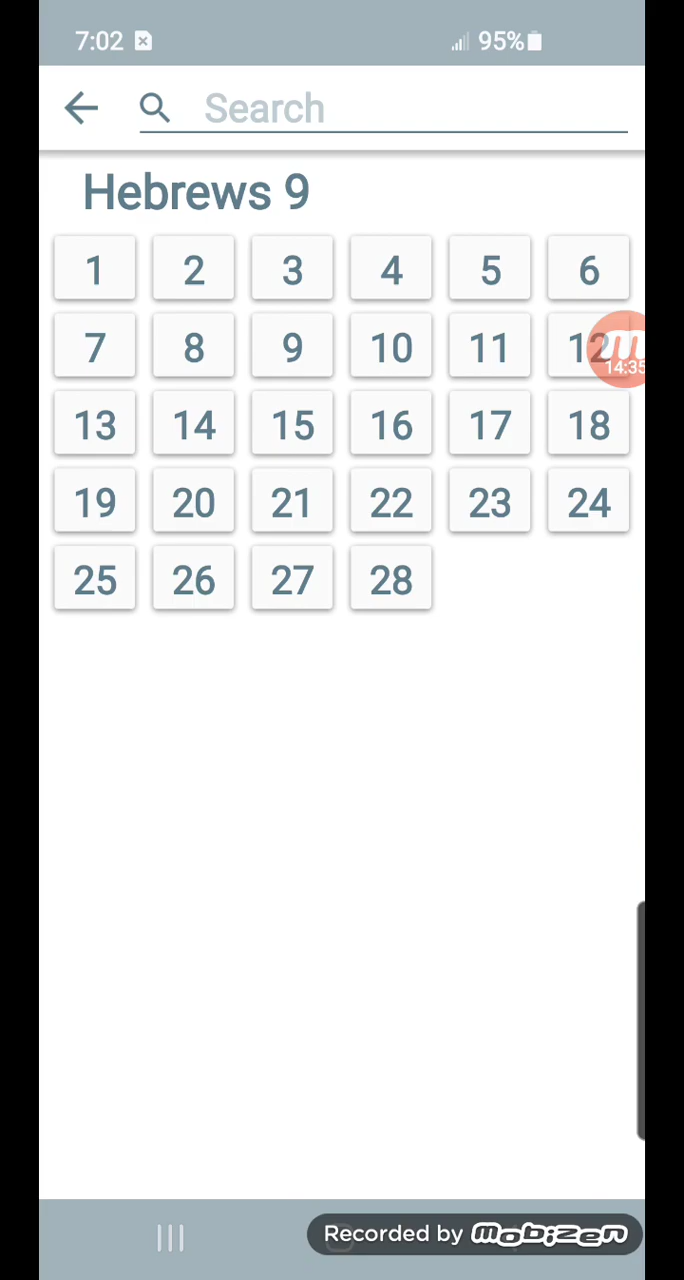 7:02 95%
Search
Hebrews 9
1 2 3 4 5 6
7 8 9 10 11 12
14:35
13 14 15 16 17 18
19 20 21 22 23 24
25 26 27 28
Recorded by mobizen